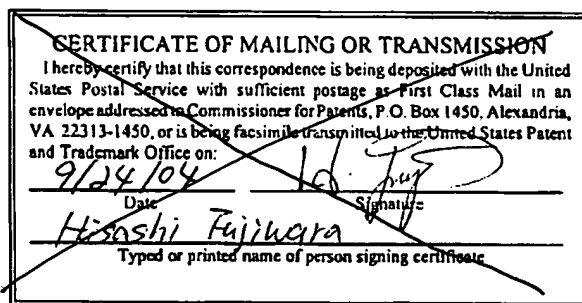 CERTIFICATE OF MAILING OR TRANSMISSION
I hereby certify that this correspondence is being deposited with the United
States Postal Service with sufficient postage as First Class Mail in an
envelope addressed to Commissioner for Patents, P.O. Box 1450, Alexandria,
VA 22313-1450, or is being facsimile transmitted to the United States Patent
and Trademark Office on:
9/24/04
Date Signature
Hisashi Fujiwara
Typed or printed name of person signing certificate